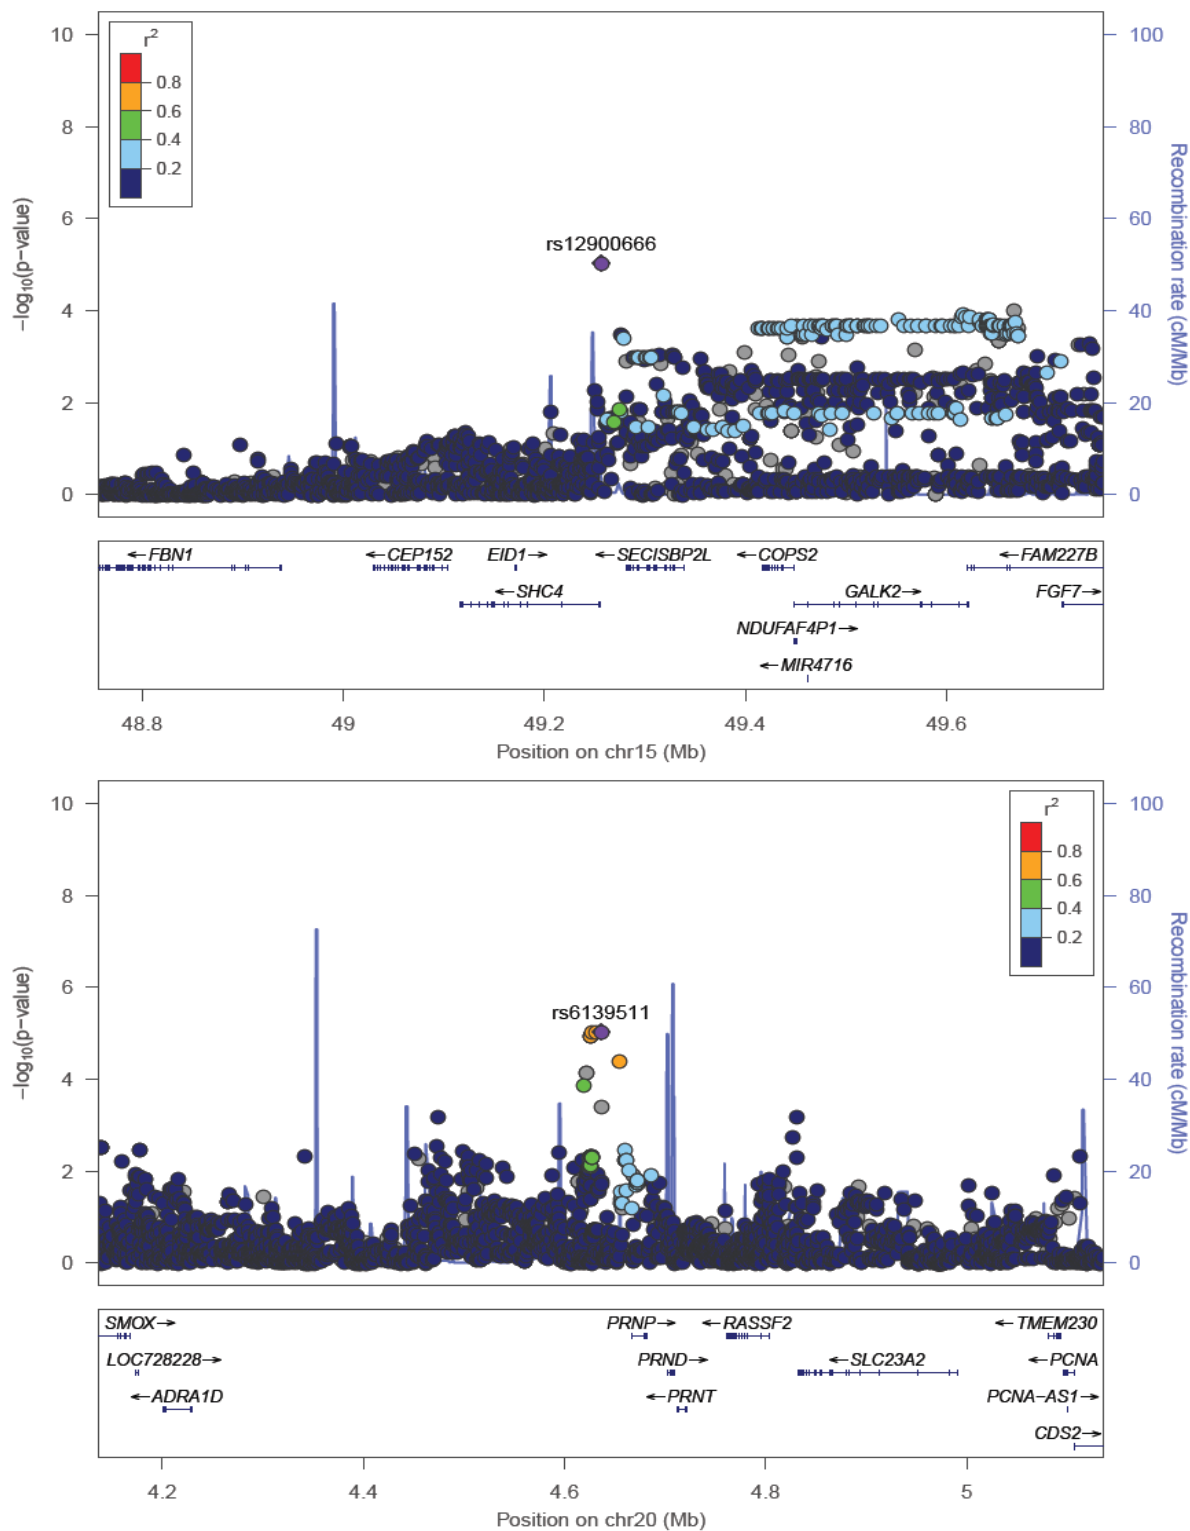 10
8
6
4
2
0
−log10(p−value)
r2
0.8
0.6
0.4
0.2
rs12900666
100
80
60
40
20
0
Recombination rate (cM/Mb)
←FBN1
←CEP152
EID1→
←SECISBP2L
←COPS2
←FAM227B
←SHC4
GALK2→
FGF7→
NDUFAF4P1→
←MIR4716
48.8
49
49.2
49.4
49.6
Position on chr15 (Mb)
10
8
6
4
2
0
−log10(p−value)
rs6139511
r2
0.8
0.6
0.4
0.2
100
80
60
40
20
0
Recombination rate (cM/Mb)
SMOX→
PRNP→
←RASSF2
←TMEM230
LOC728228→
PRND→
←SLC23A2
←PCNA
←ADRA1D
←PRNT
PCNA−AS1→
CDS2→
4.2
4.4
4.6
4.8
5
Position on chr20 (Mb)